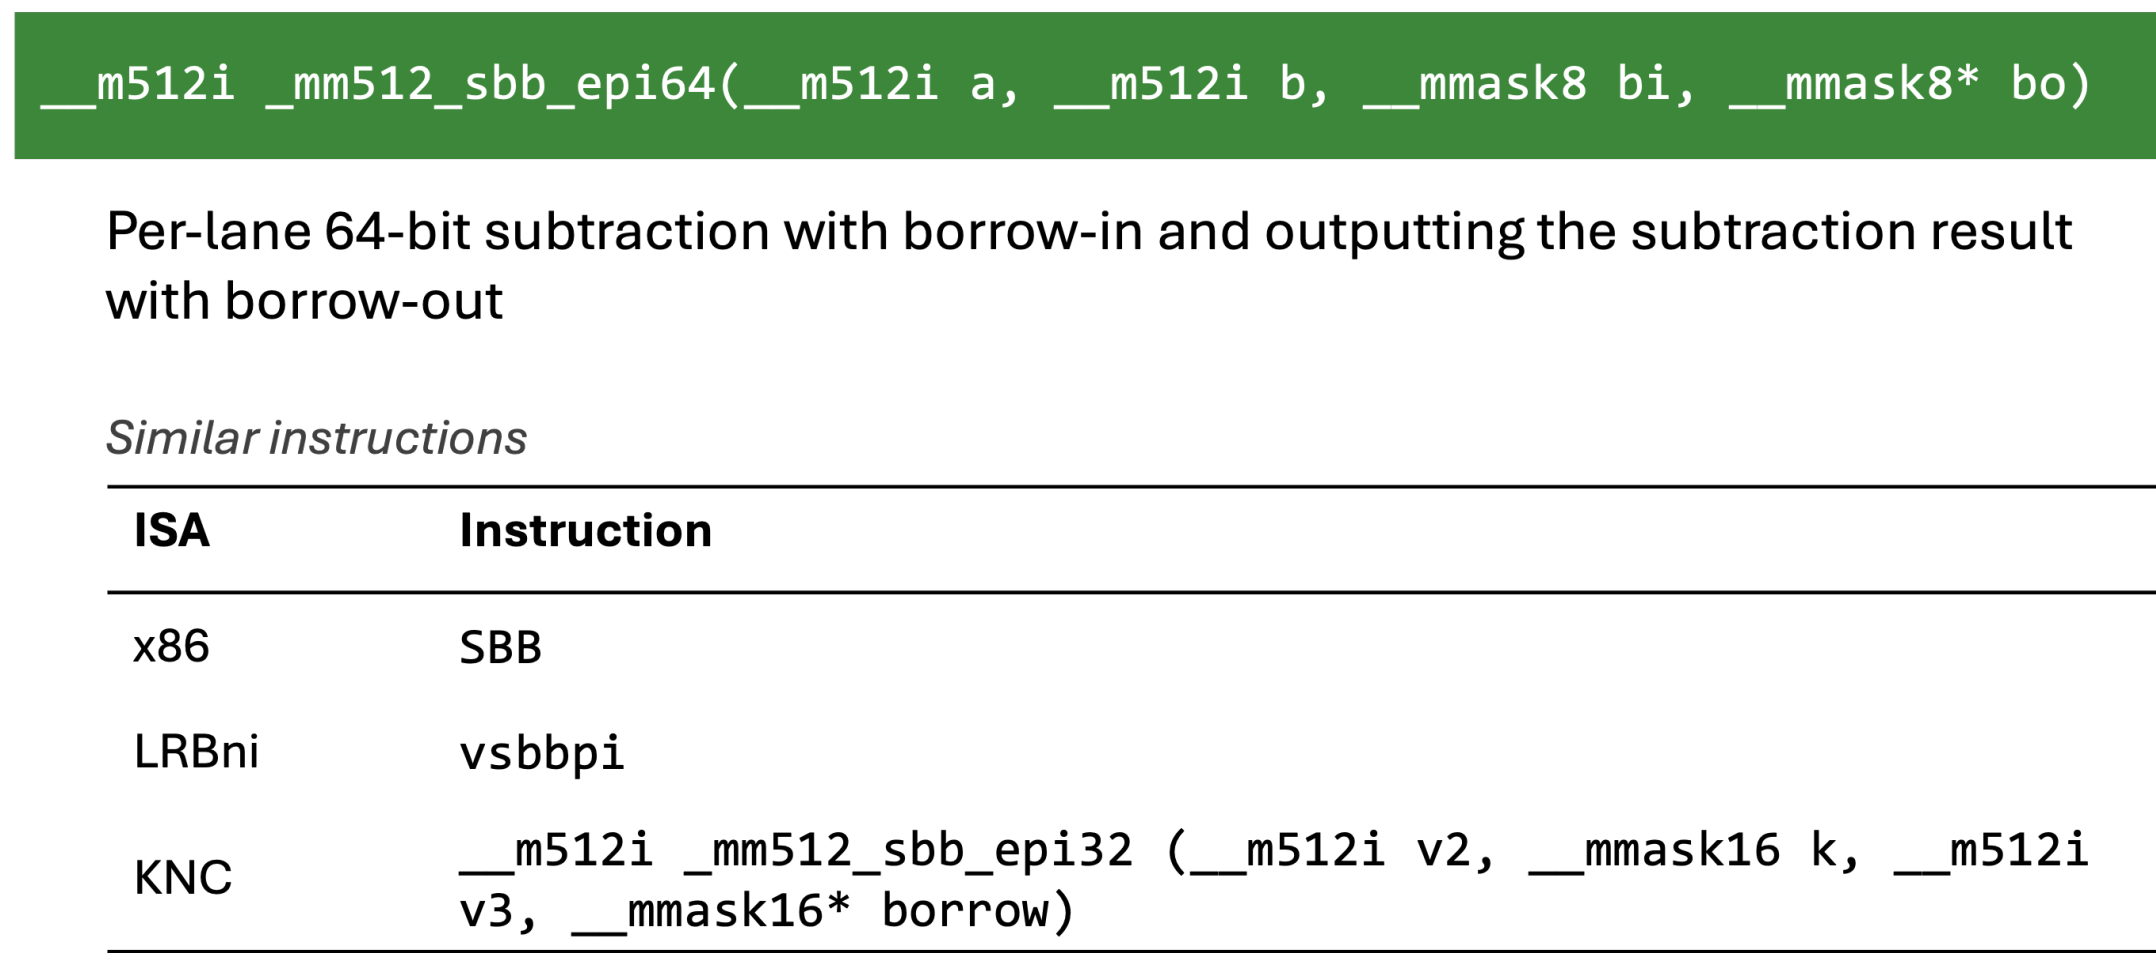 __m512i _mm512_sbb_epi64(__m512i a, __m512i b, __mmask8 bi, __mmask8* bo)
Per-lane 64-bit subtraction with borrow-in and outputting the subtraction result
with borrow-out
Similar instructions
ISA Instruction
x86 SBB
LRBni vsbbpi
KNC __m512i _mm512_sbb_epi32 (__m512i v2, __mmask16 k, __m512i
v3, __mmask16* borrow)